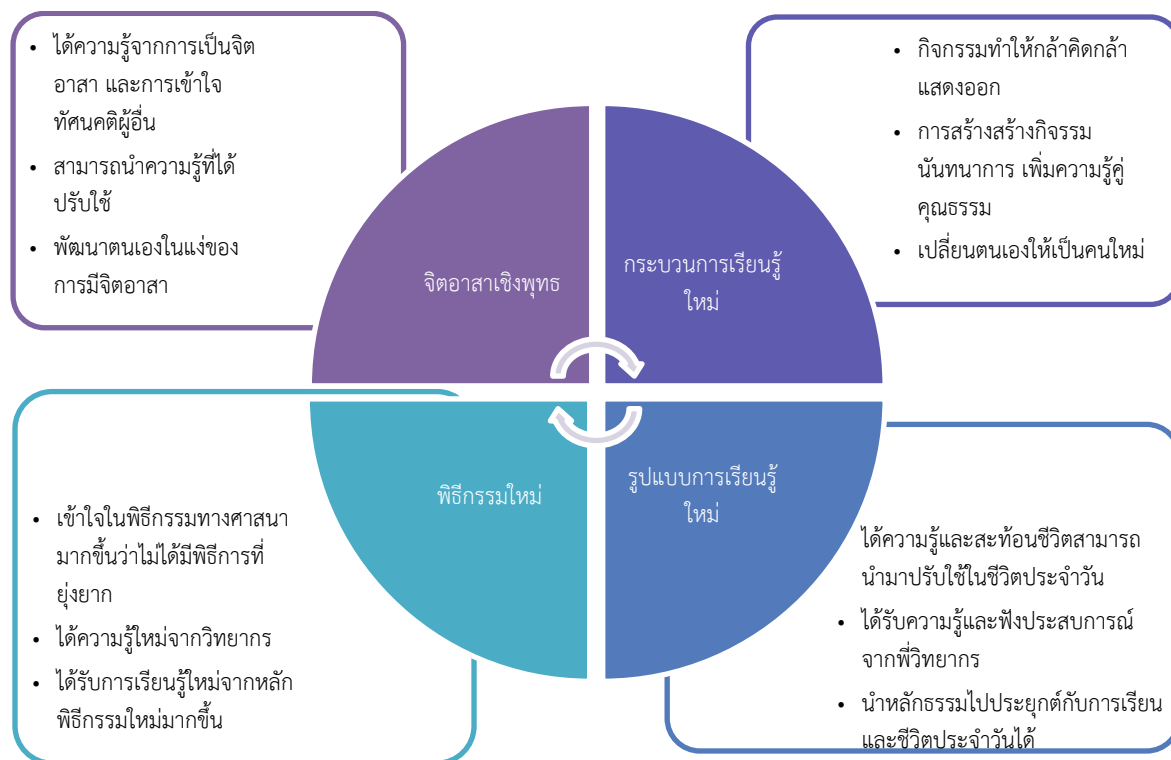 • ได้ความรู้จากการเป็นจิต
อาสา และการเข้าใจ
ทัศนคติผู้อื่น
• สามารถนำความรู้ที่ได้
ปรับใช้
• พัฒนาตนเองในแง่ของ
การมีจิตอาสา
• กิจกรรมทำให้กล้าคิดกล้า
แสดงออก
• การสร้างสร้างกิจรรม
นันทนาการ เพิ่มความรู้คู่
คุณธรรม
• เปลี่ยนตนเองให้เป็นคนใหม่
จิตอาสาเชิงพุทธ
กระบวนการเรียนรู้
ใหม่
พิธีกรรมใหม่
รูปแบบการเรียนรู้
ใหม่
• เข้าใจในพิธีกรรมทางศาสนา
มากขึ้นว่าไม่ได้มีพิธีการที่
ยุ่งยาก
• ได้ความรู้ใหม่จากวิทยากร
• ได้รับการเรียนรู้ใหม่จากหลัก
พิธีกรรมใหม่มากขึ้น
ได้ความรู้และสะท้อนชีวิตสามารถ
นำมาปรับใช้ในชีวิตประจำวัน
• ได้รับความรู้และฟังประสบการณ์
จากพี่วิทยากร
• นำหลักธรรมไปประยุกต์กับการเรียน
และชีวิตประจำวันได้